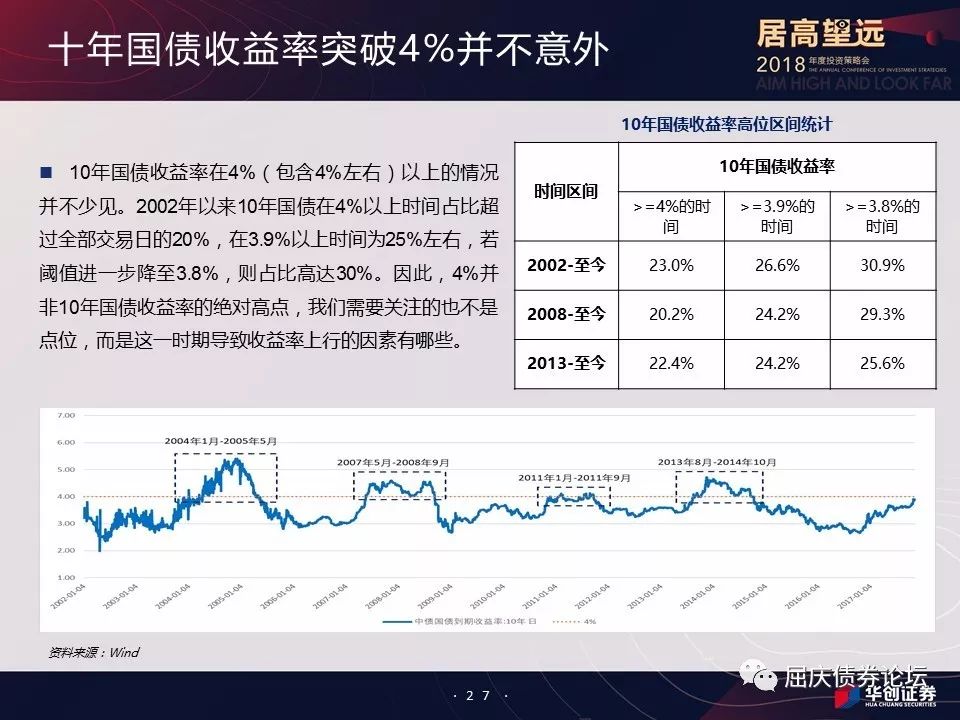 十年国债收益率突破4%并不意外
居高望远
2018 年度投资策略会
THE ANNUAL CONFERENCE OF INVESTMENT STRATEGIES
AIM HIGH AND LOOK FAR
10年国债收益率在4%（包含4%左右）以上的情况
并不少见。2002年以来10年国债在4%以上时间占比超
过全部交易日的20%，在3.9%以上时间为25%左右，若
阈值进一步降至3.8%，则占比高达30%。因此，4%并
非10年国债收益率的绝对高点，我们需要关注的也不是
点位，而是这一时期导致收益率上行的因素有哪些。
10年国债收益率高位区间统计
时间区间
10年国债收益率
>=4%的时间 >=3.9%的时间 >=3.8%的时间
2002-至今 23.0% 26.6% 30.9%
2008-至今 20.2% 24.2% 29.3%
2013-至今 22.4% 24.2% 25.6%
7.00
6.00
5.00
4.00
3.00
2.00
1.00
2004年1月-2005年5月
2007年5月-2008年9月
2011年1月-2011年9月
2013年8月-2014年10月
2002-01-04 2003-01-04 2004-01-04 2005-01-04 2006-01-04 2007-01-04 2008-01-04 2009-01-04 2010-01-04 2011-01-04 2012-01-04 2013-01-04 2014-01-04 2015-01-04 2016-01-04 2017-01-04
中债国债到期收益率:10年 日 4%
资料来源：Wind
· 2 7 ·
屈庆债券论坛
华创证券
HUA CHUANG SECURITIES